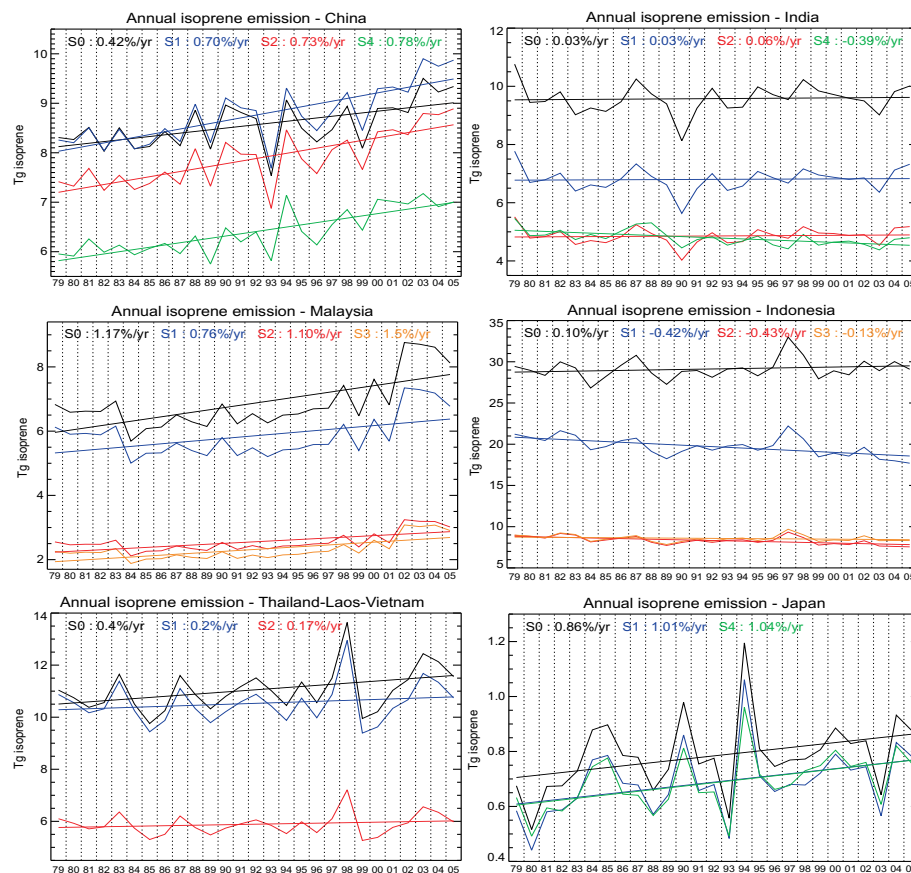 Annual isoprene emission - China
S0 : 0.42%/yr S1 : 0.70%/yr S2 : 0.73%/yr S4 : 0.78%/yr
Tg isoprene
10
9
8
7
6
79 80 81 82 83 84 85 86 87 88 89 90 91 92 93 94 95 96 97 98 99 00 01 02 03 04 05
Annual isoprene emission - India
S0 : 0.03%/yr S1 : 0.03%/yr S2 : 0.06%/yr S4 : -0.39%/yr
Tg isoprene
12
10
8
6
4
79 80 81 82 83 84 85 86 87 88 89 90 91 92 93 94 95 96 97 98 99 00 01 02 03 04 05
Annual isoprene emission - Malaysia
S0 : 1.17%/yr S1 : 0.76%/yr S2 : 1.10%/yr S3 : 1.5%/yr
Tg isoprene
8
6
4
2
79 80 81 82 83 84 85 86 87 88 89 90 91 92 93 94 95 96 97 98 99 00 01 02 03 04 05
Annual isoprene emission - Indonesia
S0 : 0.10%/yr S1 : -0.42%/yr S2 : -0.43%/yr S3 : -0.13%/yr
Tg isoprene
35
30
25
20
15
10
5
79 80 81 82 83 84 85 86 87 88 89 90 91 92 93 94 95 96 97 98 99 00 01 02 03 04 05
Annual isoprene emission - Thailand-Laos-Vietnam
S0 : 0.4%/yr S1 : 0.2%/yr S2 : 0.17%/yr
Tg isoprene
14
12
10
8
6
79 80 81 82 83 84 85 86 87 88 89 90 91 92 93 94 95 96 97 98 99 00 01 02 03 04 05
Annual isoprene emission - Japan
S0 : 0.86%/yr S1 : 1.01%/yr S4 : 1.04%/yr
Tg isoprene
1.2
1.0
0.8
0.6
0.4
79 80 81 82 83 84 85 86 87 88 89 90 91 92 93 94 95 96 97 98 99 00 01 02 03 04 05